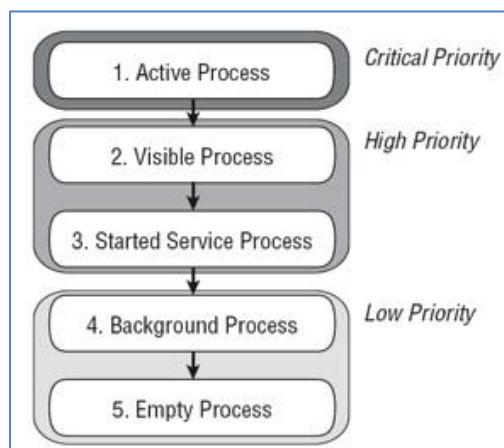 1. Active Process
Critical Priority
2. Visible Process
High Priority
3. Started Service Process
4. Background Process
Low Priority
5. Empty Process